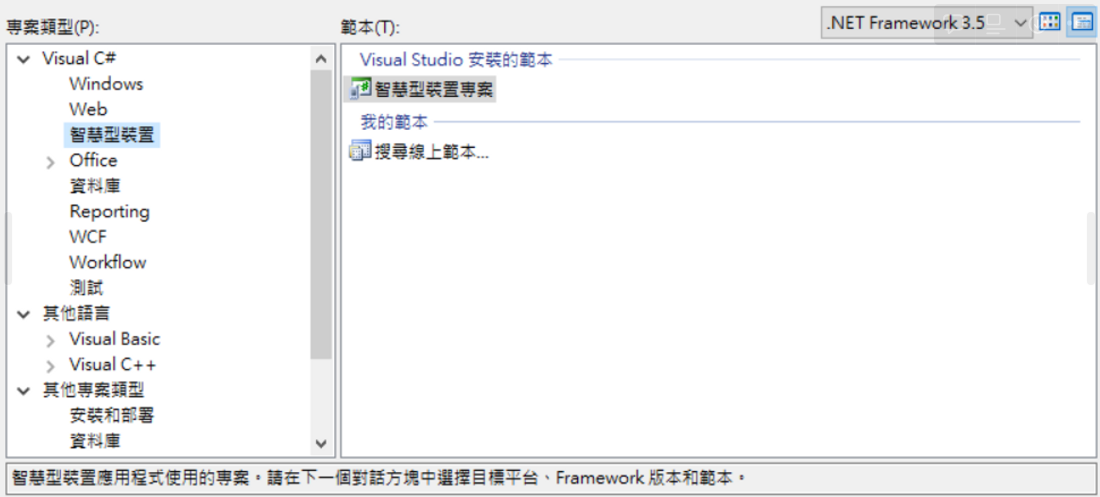 專案類型(P):
範本(T):
.NET Framework 3.5
Visual C#
Windows
Web
智慧型裝置
Office
資料庫
Reporting
WCF
Workflow
測試
其他語言
Visual Basic
Visual C++
其他專案類型
安裝和部署
資料庫
Visual Studio 安裝的範本
智慧型裝置專案
我的範本
搜尋線上範本...
智慧型裝置應用程式使用的專案。請在下一個對話方塊中選擇目標平台、Framework 版本和範本。